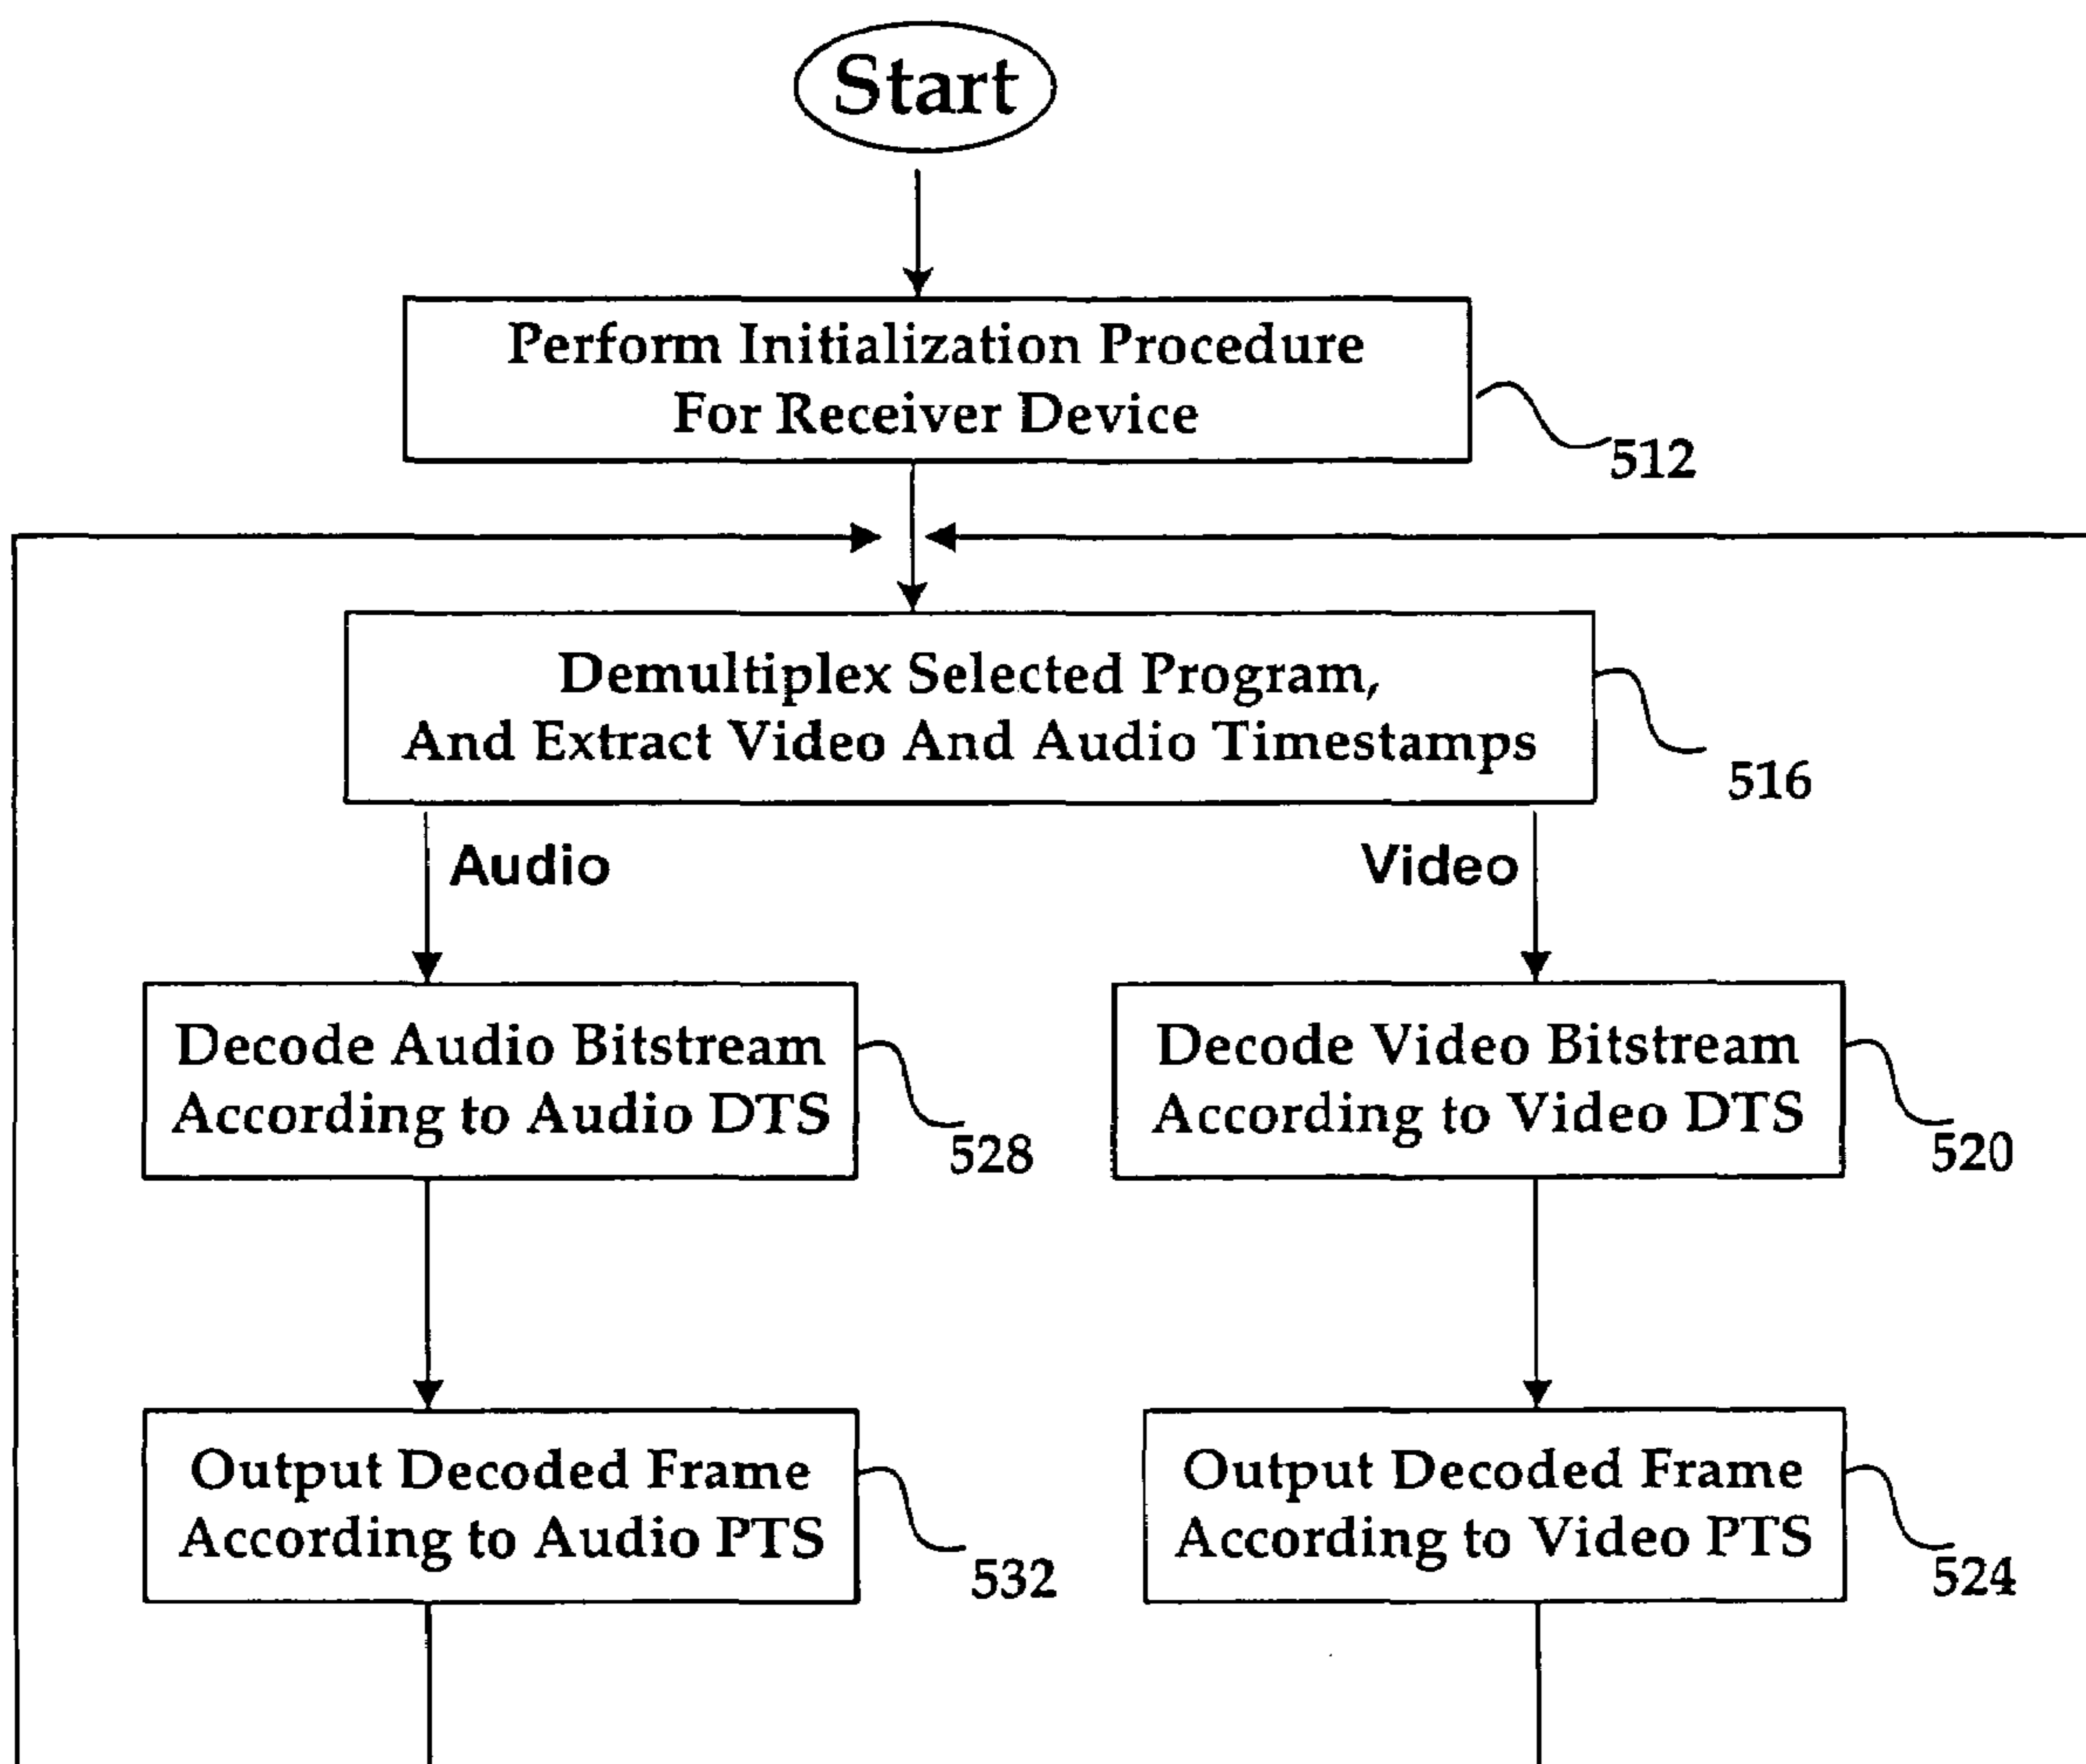 Start
Perform Initialization Procedure
For Receiver Device
512
Demultiplex Selected Program,
And Extract Video And Audio Timestamps
516
Audio
Video
Decode Audio Bitstream
According to Audio DTS
528
Decode Video Bitstream
According to Video DTS
520
Output Decoded Frame
According to Audio PTS
532
Output Decoded Frame
According to Video PTS
524